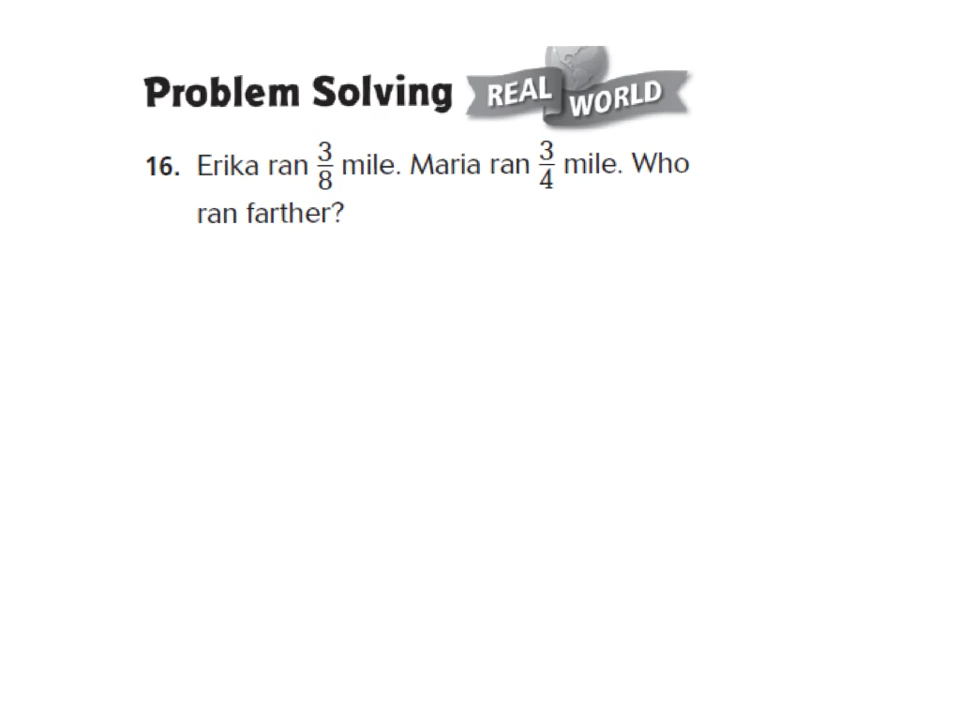 Problem Solving REAL WORLD
16. Erika ran 3/8 mile. Maria ran 3/4 mile. Who
ran farther?